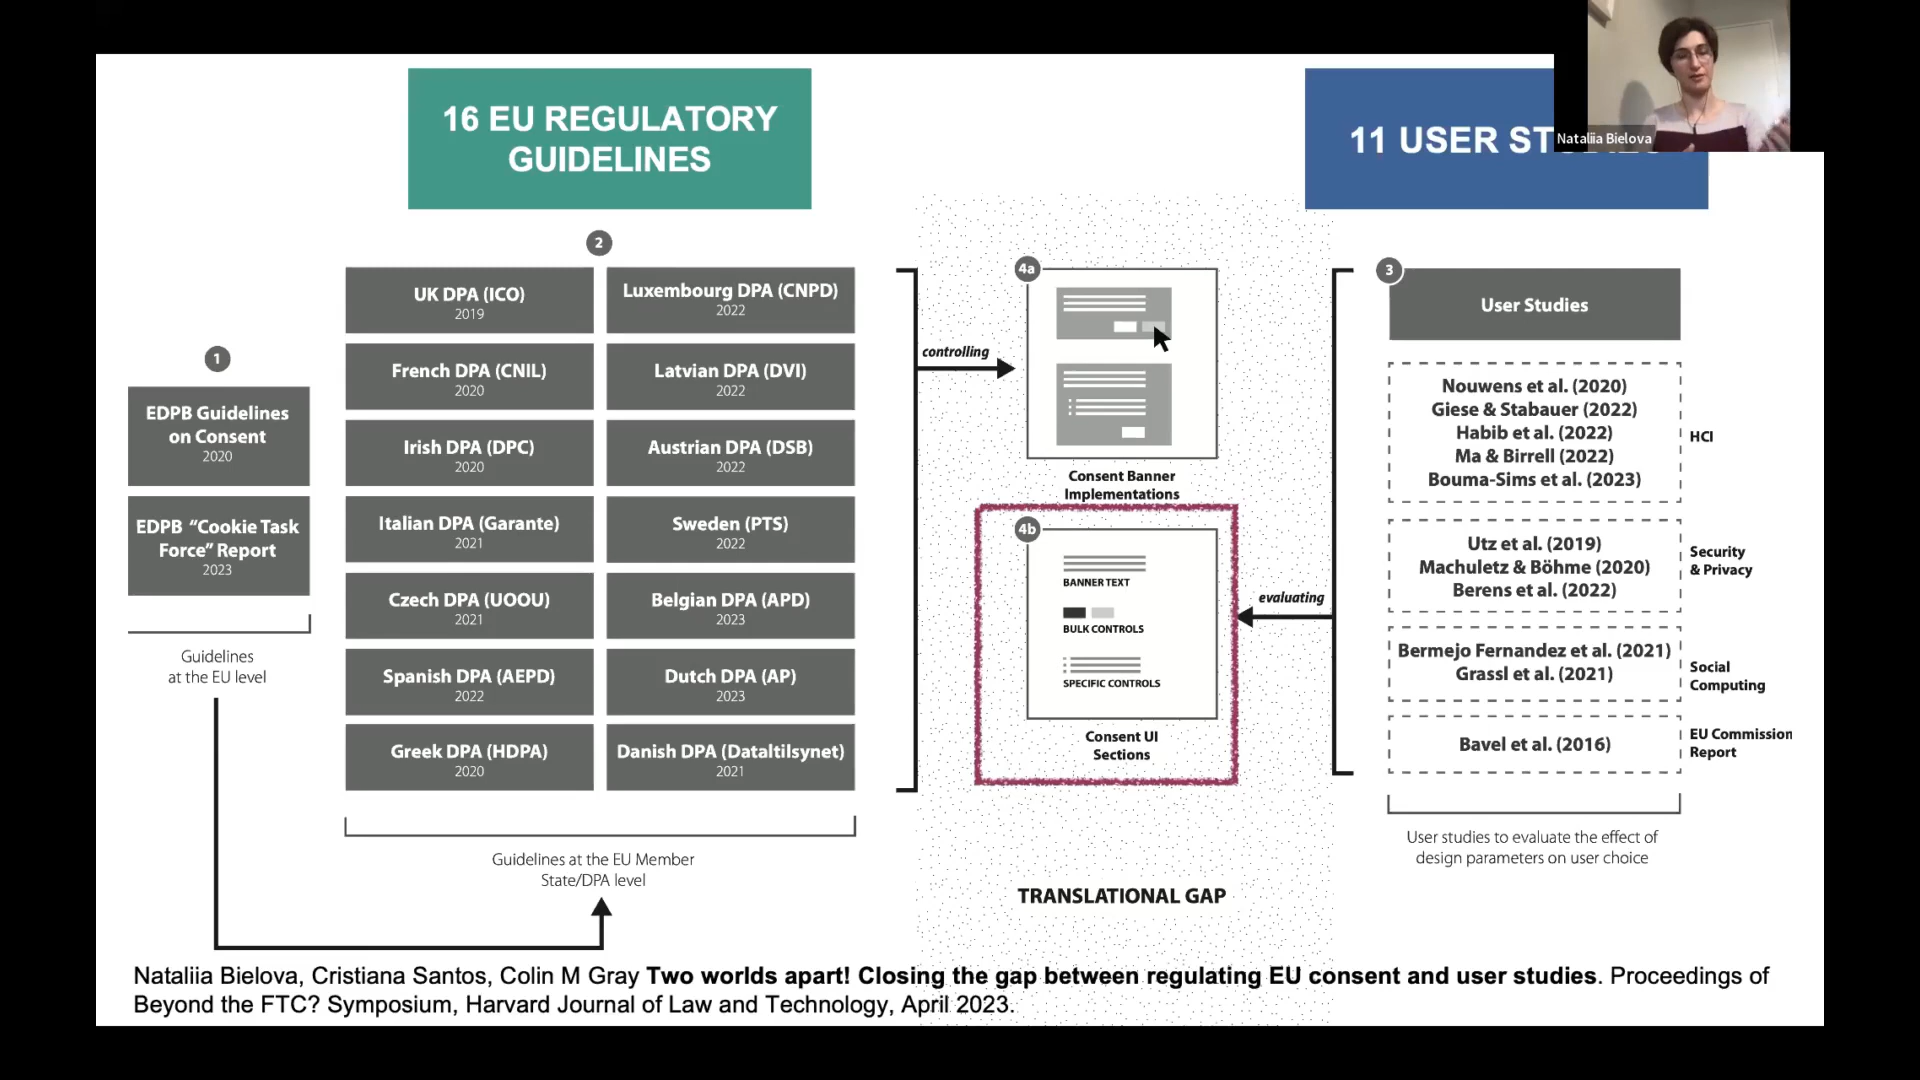 16 EU REGULATORY
GUIDELINES
11 USER
Nataliia Bielova
1
EDPB Guidelines
on Consent
2020
EDPB “Cookie Task
Force” Report
2023
Guidelines
at the EU level
2
UK DPA (ICO)
2019
Luxembourg DPA (CNPD)
2022
French DPA (CNIL)
2020
Latvian DPA (DVI)
2022
Irish DPA (DPC)
2020
Austrian DPA (DSB)
2022
Italian DPA (Garante)
2021
Sweden (PTS)
2022
Czech DPA (UOOU)
2021
Belgian DPA (APD)
2023
Spanish DPA (AEPD)
2022
Dutch DPA (AP)
2023
Greek DPA (HDPA)
2020
Danish DPA (Dataltilsynet)
2021
Guidelines at the EU Member
State/DPA level
controlling
4a
Consent Banner
Implementations
4b
BANNER TEXT
BULK CONTROLS
SPECIFIC CONTROLS
Consent UI
Sections
evaluating
TRANSLATIONAL GAP
3
User Studies
Nouwens et al. (2020)
Giese & Stabauer (2022)
Habib et al. (2022)
Ma & Birrell (2022)
Bouma-Sims et al. (2023)
HCI
Utz et al. (2019)
Machuletz & Böhme (2020)
Berens et al. (2022)
Security
& Privacy
Bermejo Fernandez et al. (2021)
Grassl et al. (2021)
Social
Computing
Bavel et al. (2016)
EU Commission
Report
User studies to evaluate the effect of
design parameters on user choice
Nataliia Bielova, Cristiana Santos, Colin M Gray Two worlds apart! Closing the gap between regulating EU consent and user studies. Proceedings of
Beyond the FTC? Symposium, Harvard Journal of Law and Technology, April 2023.